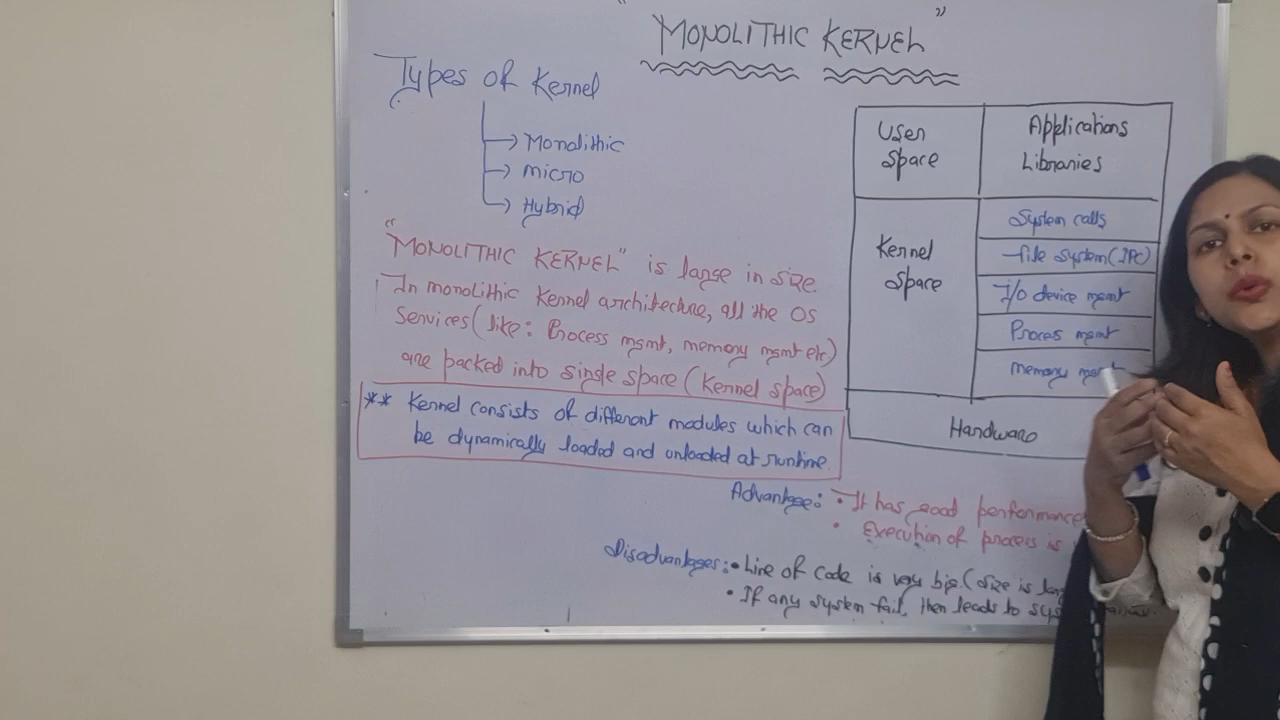 "MONOLITHIC KERNEL"
Types of Kernel
→ Monolithic
→ micro
→ Hybrid
"MONOLITHIC KERNEL" is large in size.
In monolithic Kernel architecture, all the OS
Services (like: Process mgmt, memory mgmt etc)
are packed into single space (Kernel space)
** Kernel consists of different modules which can
be dynamically loaded and unloaded at runtime.
User
Space
Applications
Libraries
Kernel
Space
System calls
file system (IPC)
I/O device mgmt
Process mgmt
memory
Hardware
Advantage: • It has good performance
• Execution of process is
Disadvantages: • Line of code is very big. (size is
• If any system fail, then leads to